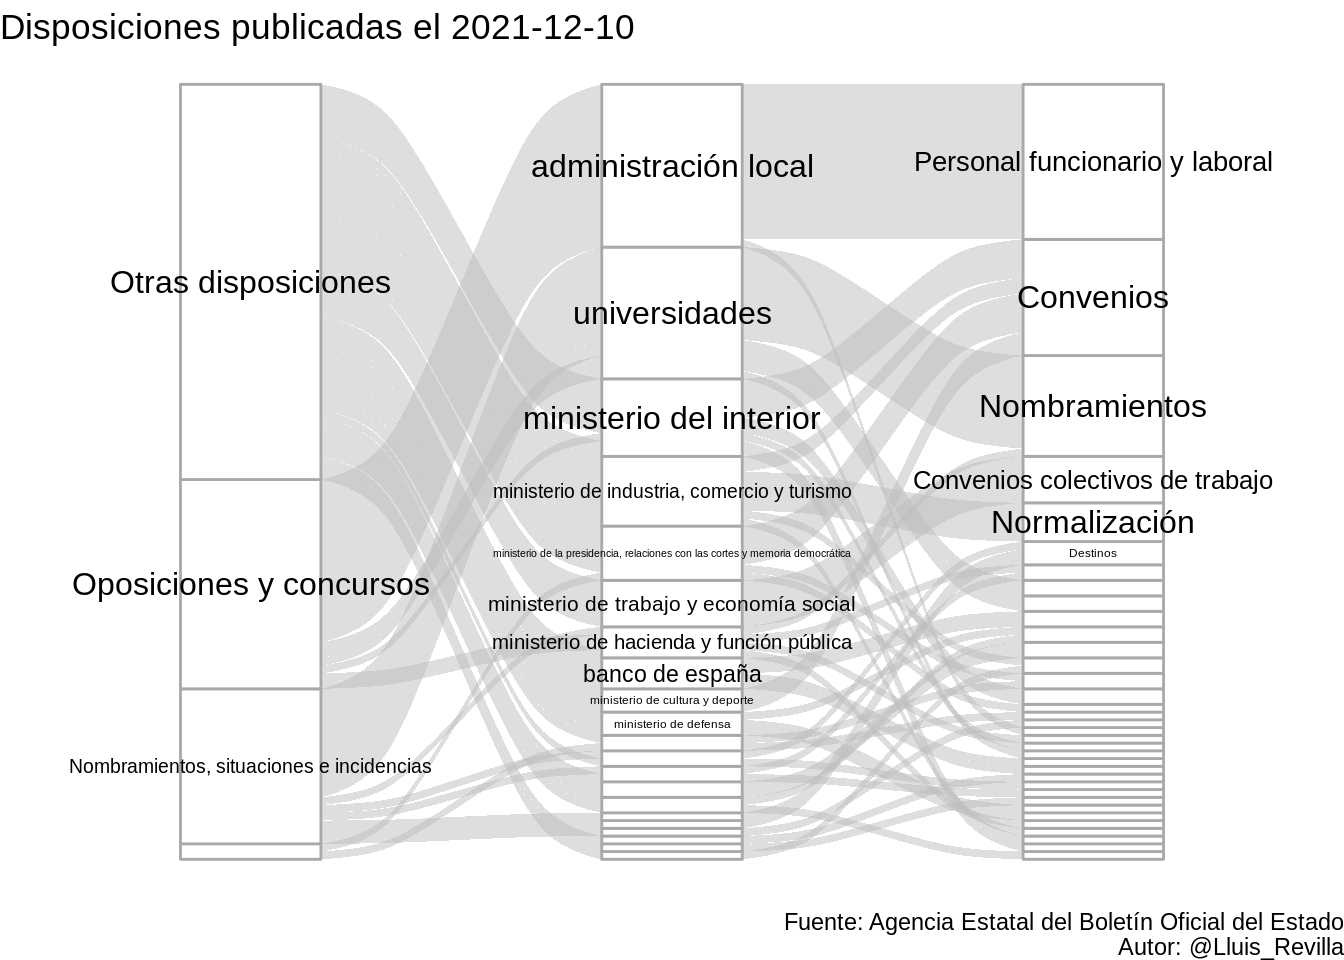 Disposiciones publicadas el 2021-12-10
Otras disposiciones
Oposiciones y concursos
Nombramientos, situaciones e incidencias
administración local
universidades
ministerio del interior
ministerio de industria, comercio y turismo
ministerio de la presidencia, relaciones con las cortes y memoria democrática
ministerio de trabajo y economía social
ministerio de hacienda y función pública
banco de españa
ministerio de cultura y deporte
ministerio de defensa
Personal funcionario y laboral
Convenios
Nombramientos
Convenios colectivos de trabajo
Normalización
Destinos
Fuente: Agencia Estatal del Boletín Oficial del Estado
Autor: @Lluis_Revilla